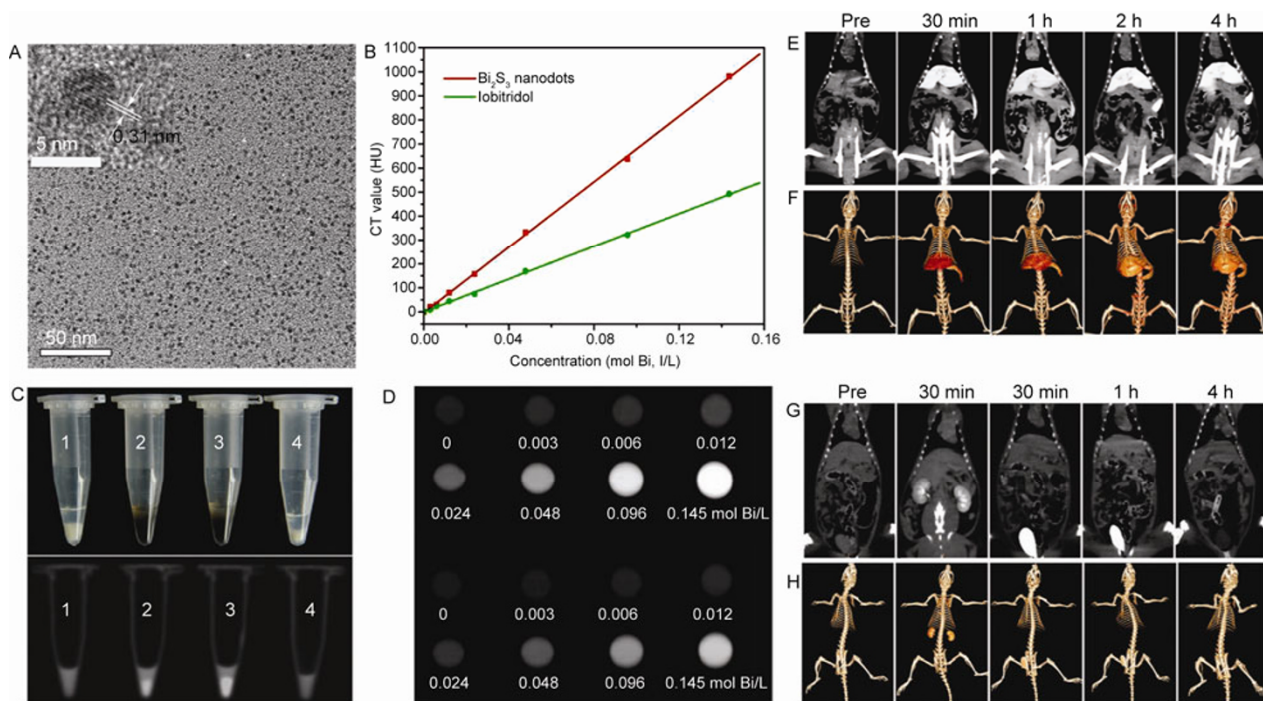 A
0.31 nm
5 nm
50 nm
B
1100
1000
900
800
700
600
500
400
300
200
100
0
CT value (HU)
Bi₂S₃ nanodots
Iobitridol
0.00
0.04
0.08
0.12
0.16
Concentration (mol Bi, I/L)
C
1
2
3
4
1
2
3
4
D
0
0.003
0.006
0.012
0.024
0.048
0.096
0.145 mol Bi/L
0
0.003
0.006
0.012
0.024
0.048
0.096
0.145 mol Bi/L
Pre
30 min
1 h
2 h
4 h
E
F
Pre
30 min
30 min
1 h
4 h
G
H